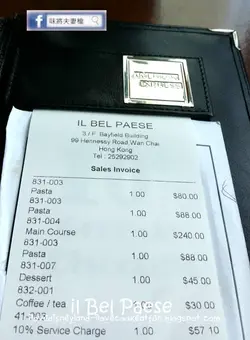 味將夫妻檔
IL BEL PAESE
3 / F. Bayfield Building
99 Hennessy Road,Wan Chai
Hong Kong
Tel : 25292902
Sales Invoice
831-003
Pasta 1.00 $80.00
831-003
Pasta 1.00 $88.00
831-004
Main Course 1.00 $240.00
831-003
Pasta 1.00 $88.00
831-007
Dessert 1.00 $45.00
832-001
Coffee / tea 1.00 $30.00
il Bel Paese
10% Service Charge 1.00 $57.10